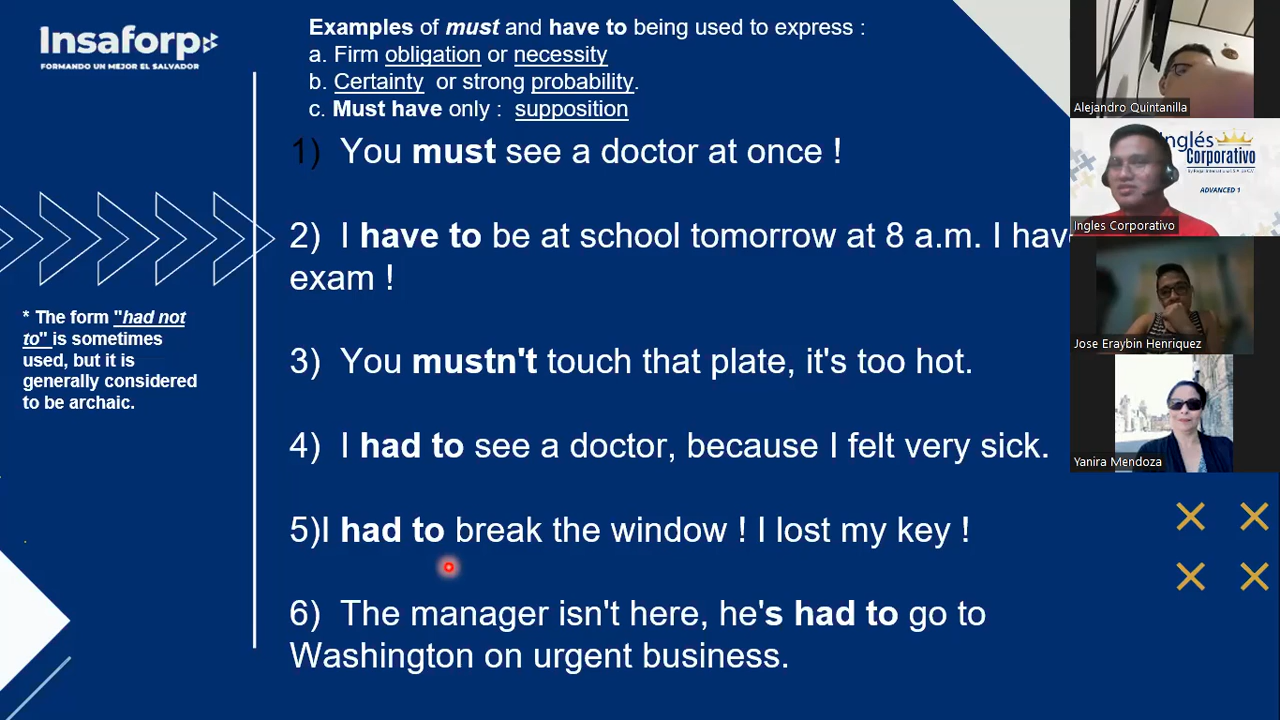 Insaforp
FORMANDO UN MEJOR EL SALVADOR
Examples of must and have to being used to express :
a. Firm obligation or necessity
b. Certainty or strong probability.
c. Must have only : supposition
1) You must see a doctor at once !
2) I have to be at school tomorrow at 8 a.m. I hav
exam !
3) You mustn't touch that plate, it's too hot.
4) I had to see a doctor, because I felt very sick.
5)I had to break the window ! I lost my key !
6) The manager isn't here, he's had to go to
Washington on urgent business.
* The form "had not
to" is sometimes
used, but it is
generally considered
to be archaic.
Alejandro Quintanilla
Inglés
Corporativo
ADVANCED 1
Ingles Corporativo
Jose Eraybin Henriquez
Yanira Mendoza